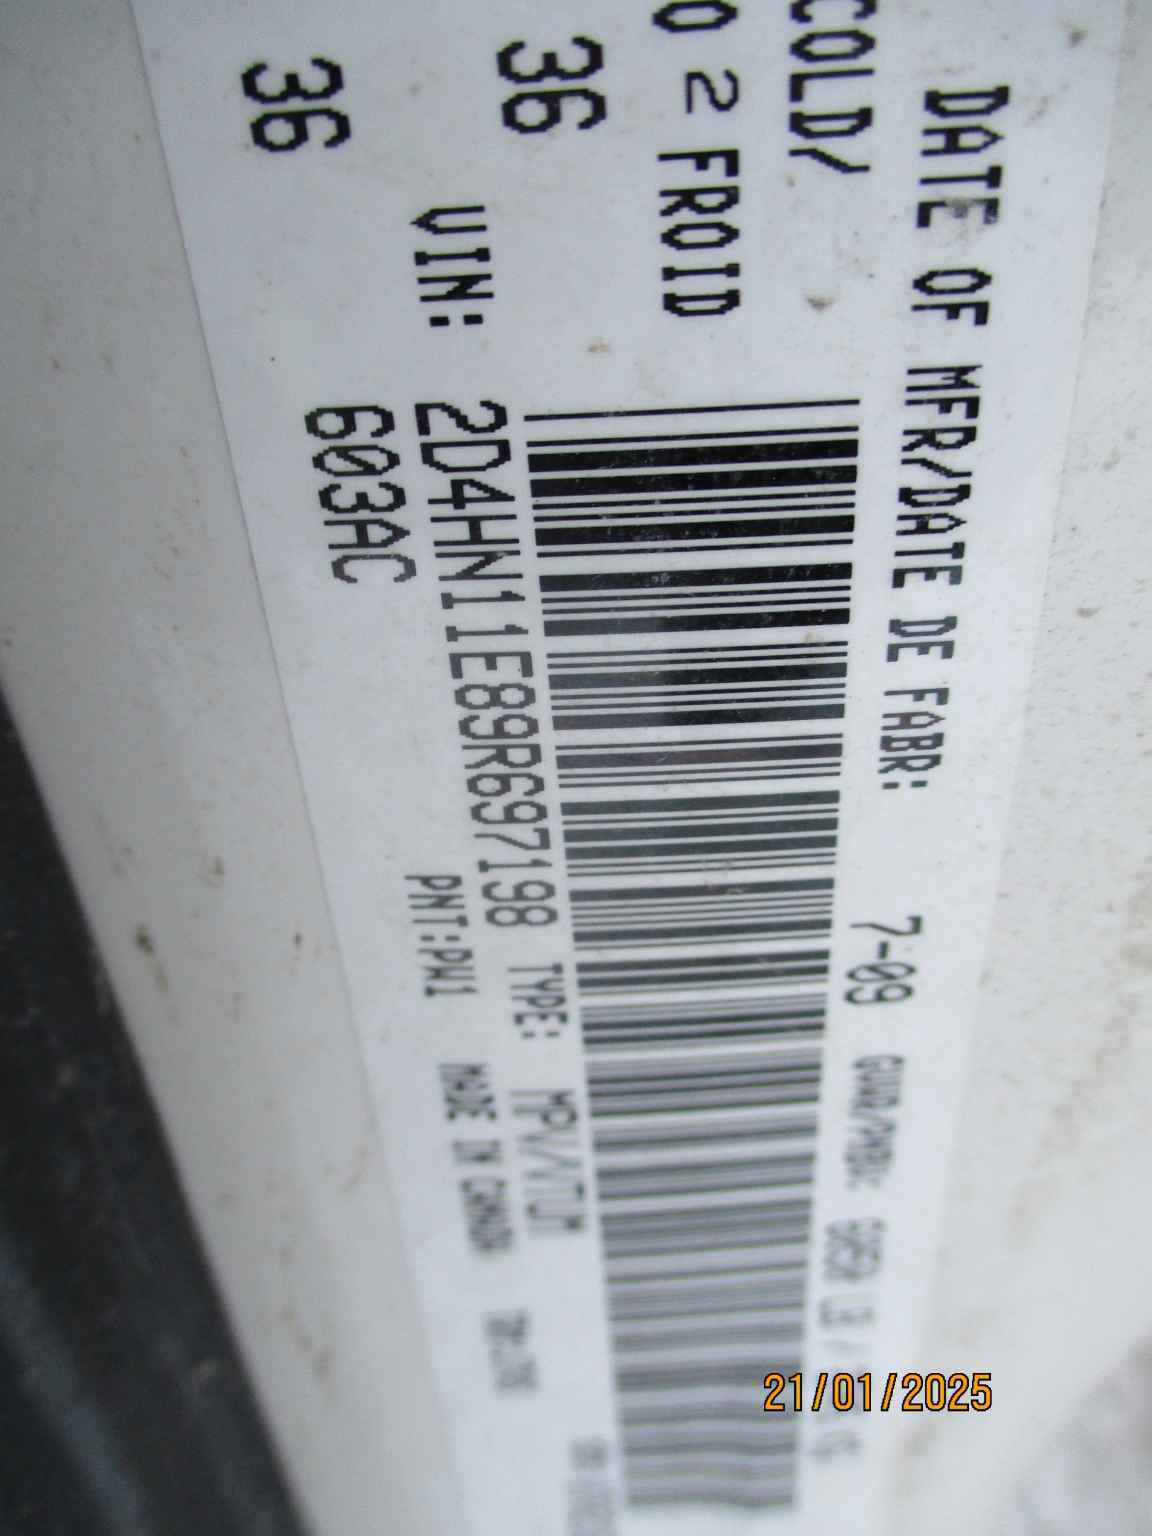 DATE OF MFR/DATE DE FABR: 7-09
COLD/
0 2 FROID
36
VIN: 2D4HN11E89R697198 TYPE: MPV/VTUM
36
603AC PNT:PW1 MADE IN CANADA
21/01/2025